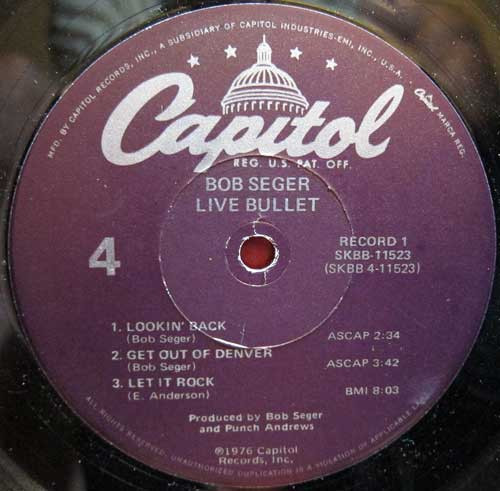 MFD. BY CAPITOL RECORDS, INC., A SUBSIDIARY OF CAPITOL INDUSTRIES-EMI, INC., U.S.A.
Capitol MARCA REG.
Capitol
REG. U.S. PAT. OFF.
BOB SEGER
LIVE BULLET
4
RECORD 1
SKBB-11523
(SKBB 4-11523)
1. LOOKIN' BACK
(Bob Seger) ASCAP 2:34
2. GET OUT OF DENVER
(Bob Seger) ASCAP 3:42
3. LET IT ROCK
(E. Anderson) BMI 8:03
Produced by Bob Seger
and Punch Andrews
℗1976 Capitol
Records, Inc.
ALL RIGHTS RESERVED. UNAUTHORIZED DUPLICATION IS A VIOLATION OF APPLICABLE